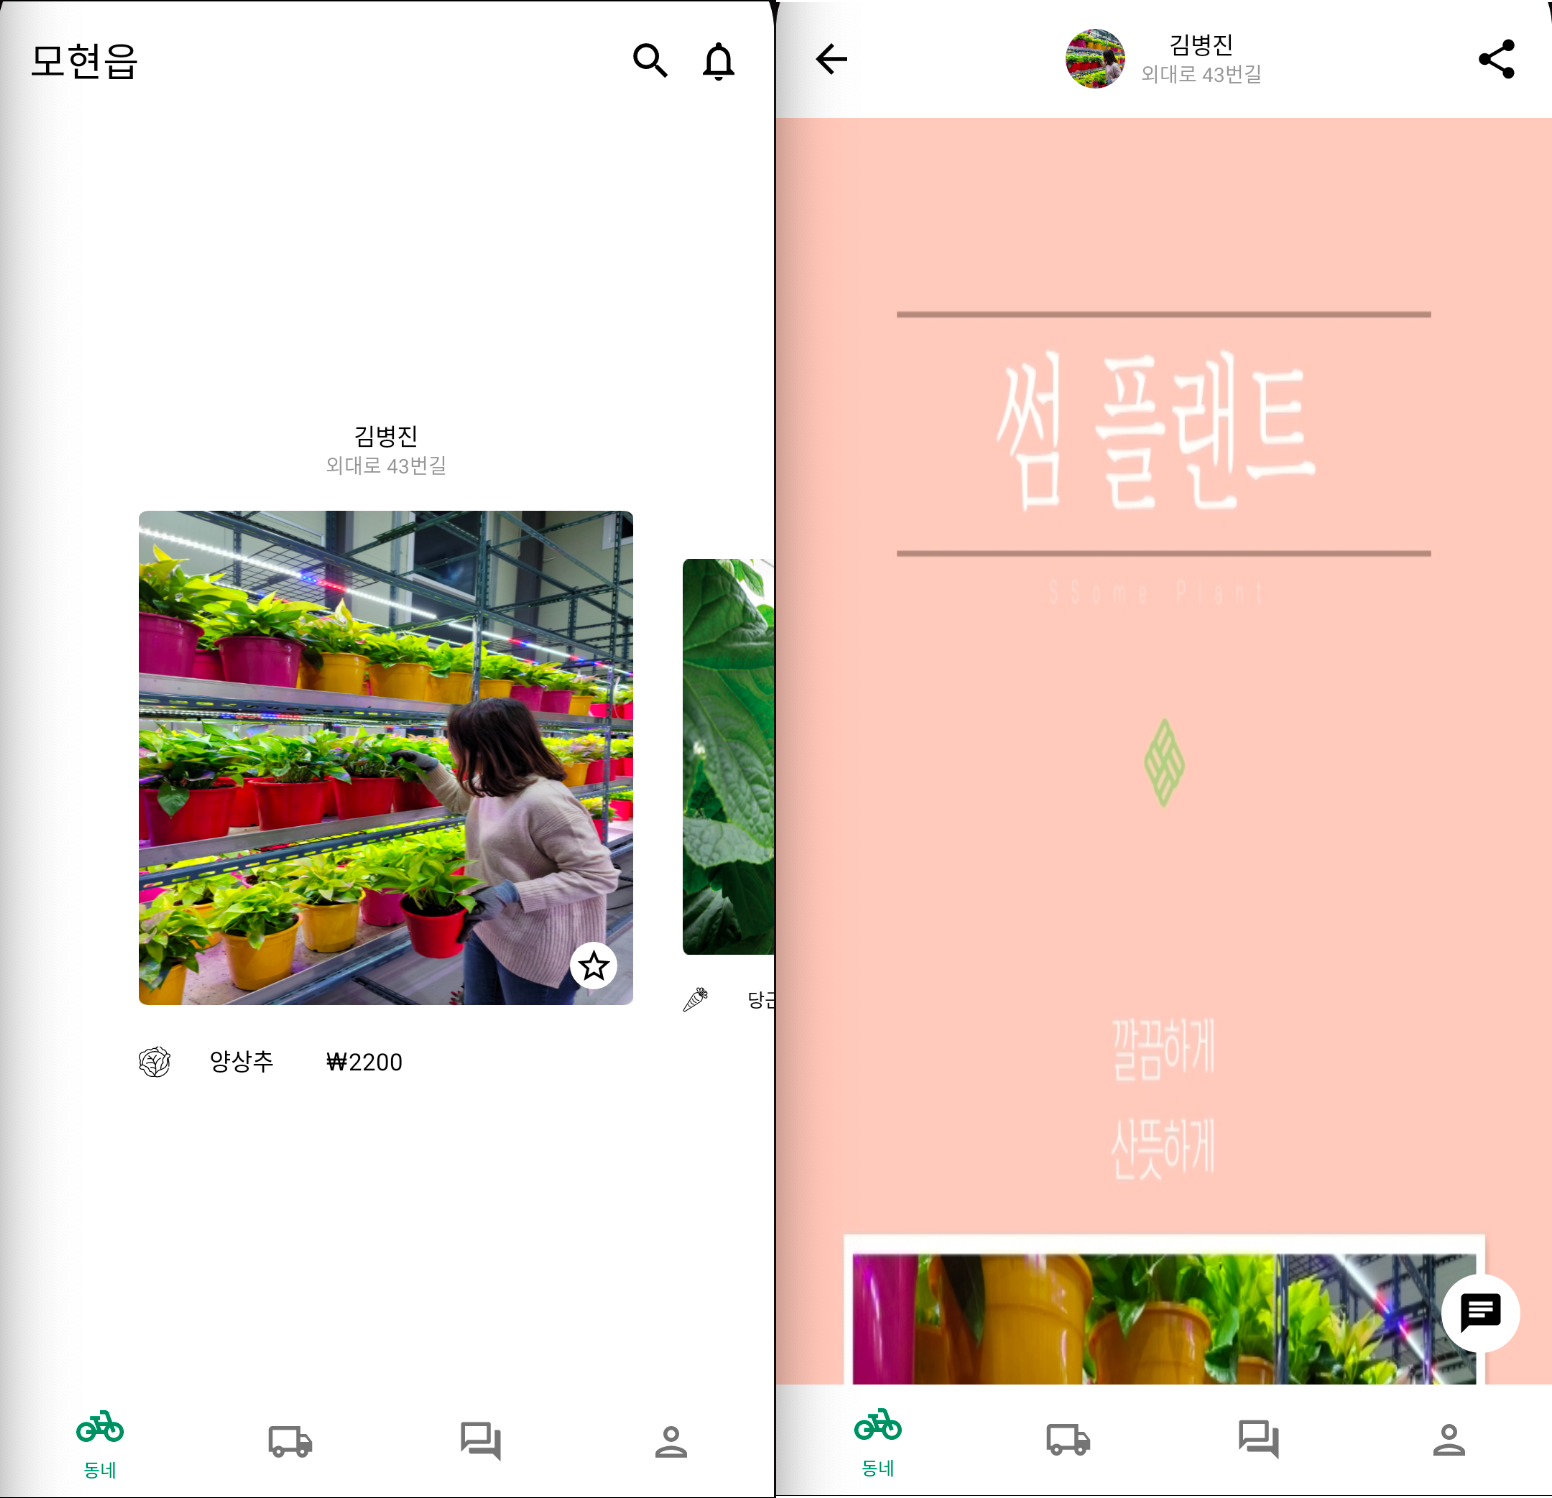 모현읍
김병진
외대로 43번길
양상추 ₩2200
당근
동네
김병진
외대로 43번길
썸 플랜트
SSome Plant
깔끔하게
산뜻하게
동네